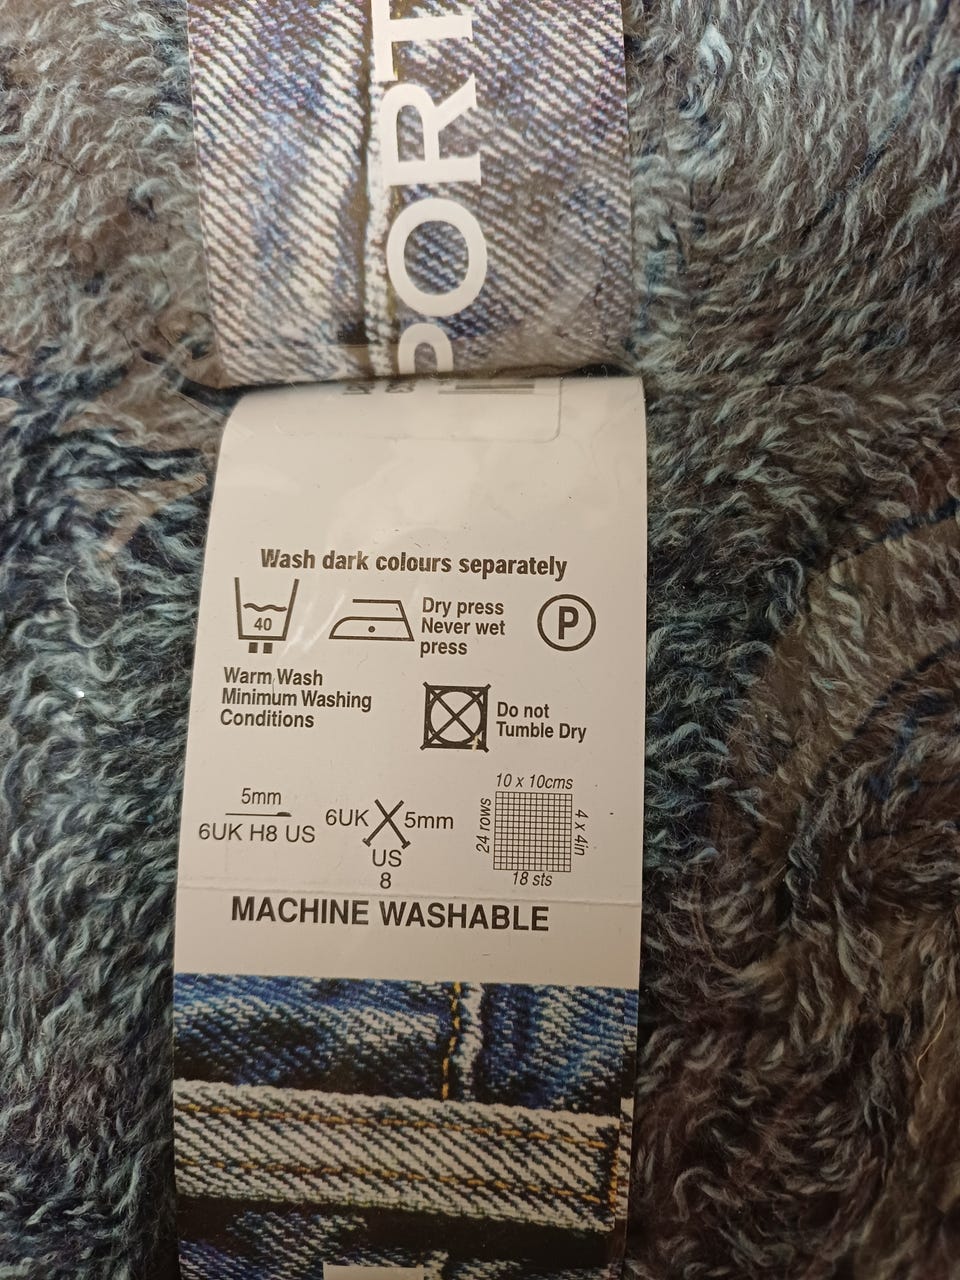 PORT
Wash dark colours separately
40
Dry press
Never wet
press
P
Warm Wash
Minimum Washing
Conditions
Do not
Tumble Dry
5mm
6UK H8 US
6UK
5mm
US
8
10 x 10cms
24 rows
4 x 4in
18 sts
MACHINE WASHABLE